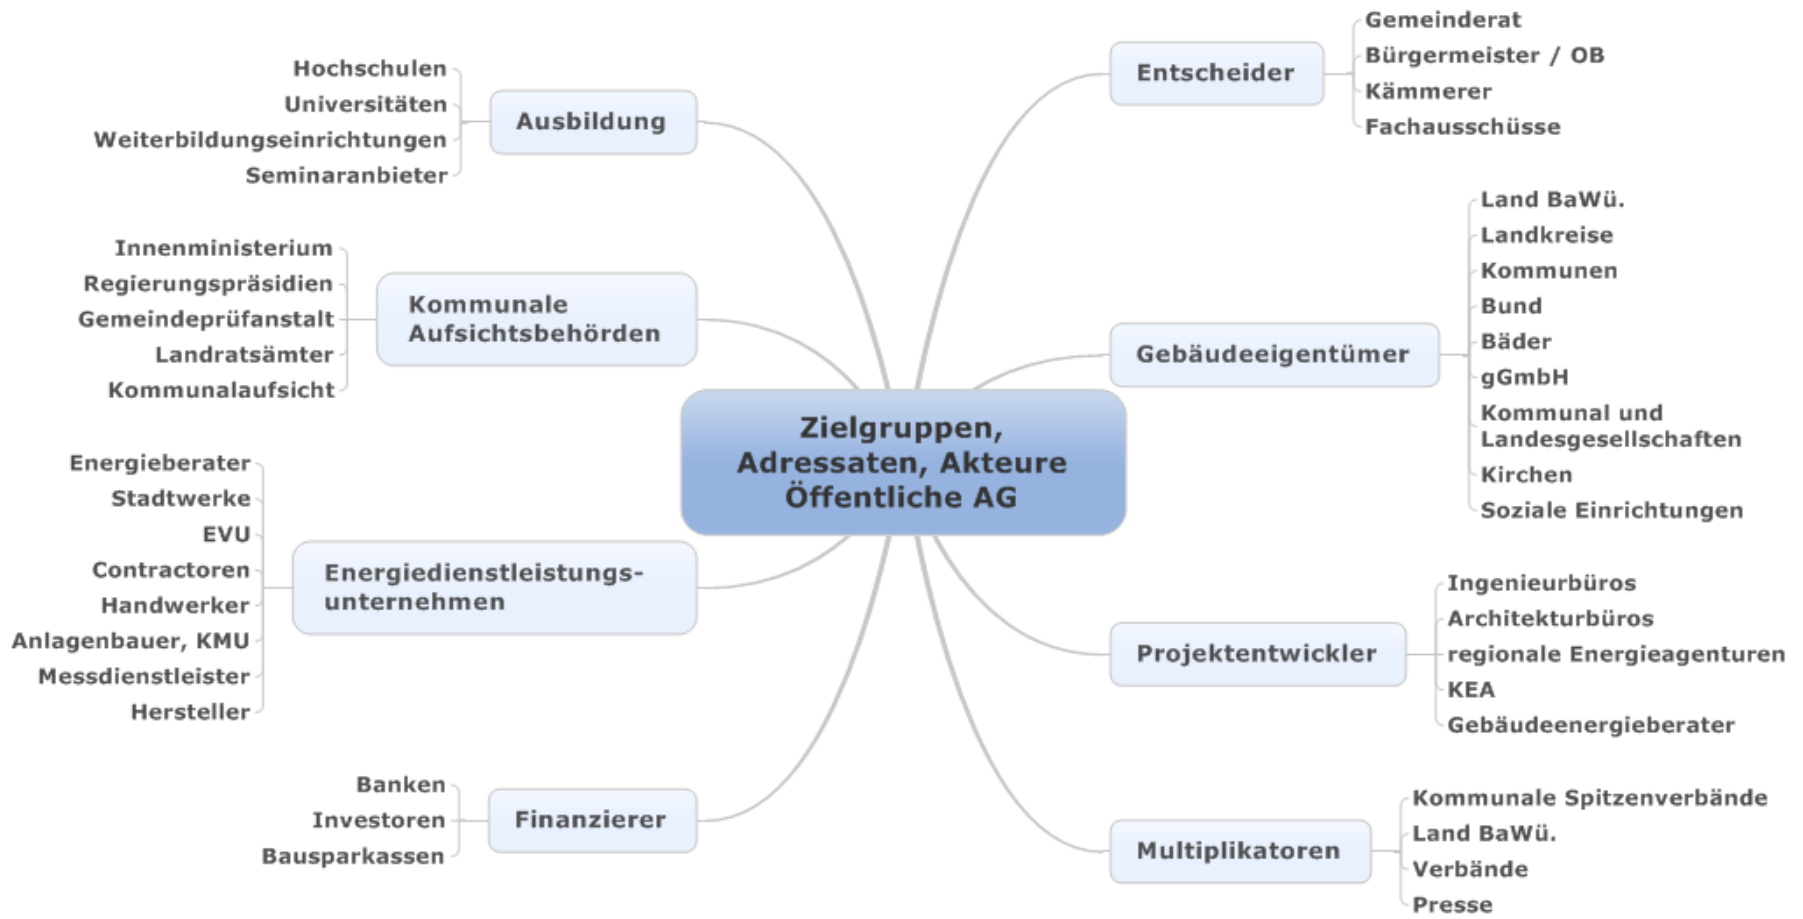 Zielgruppen,
Adressaten, Akteure
Öffentliche AG
Entscheider
Gemeinderat
Bürgermeister / OB
Kämmerer
Fachausschüsse
Gebäudeeigentümer
Land BaWü.
Landkreise
Kommunen
Bund
Bäder
gGmbH
Kommunal und
Landesgesellschaften
Kirchen
Soziale Einrichtungen
Projektentwickler
Ingenieurbüros
Architekturbüros
regionale Energieagenturen
KEA
Gebäudeenergieberater
Multiplikatoren
Kommunale Spitzenverbände
Land BaWü.
Verbände
Presse
Ausbildung
Hochschulen
Universitäten
Weiterbildungseinrichtungen
Seminaranbieter
Kommunale
Aufsichtsbehörden
Innenministerium
Regierungspräsidien
Gemeindeprüfanstalt
Landratsämter
Kommunalaufsicht
Energiedienstleistungs-
unternehmen
Energieberater
Stadtwerke
EVU
Contractoren
Handwerker
Anlagenbauer, KMU
Messdienstleister
Hersteller
Finanzierer
Banken
Investoren
Bausparkassen